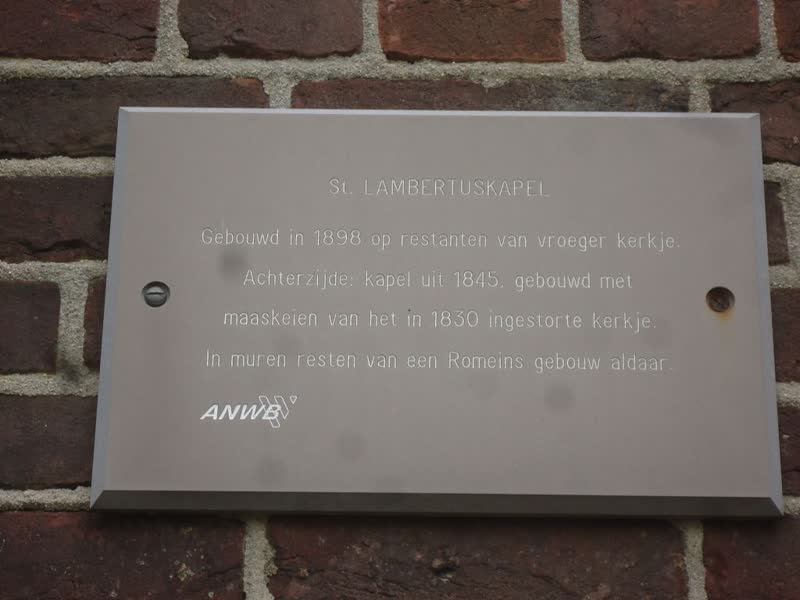 St. LAMBERTUSKAPEL
Gebouwd in 1898 op restanten van vroeger kerkje.
Achterzijde: kapel uit 1845, gebouwd met
maaskeien van het in 1830 ingestorte kerkje.
In muren resten van een Romeins gebouw aldaar.
ANWB